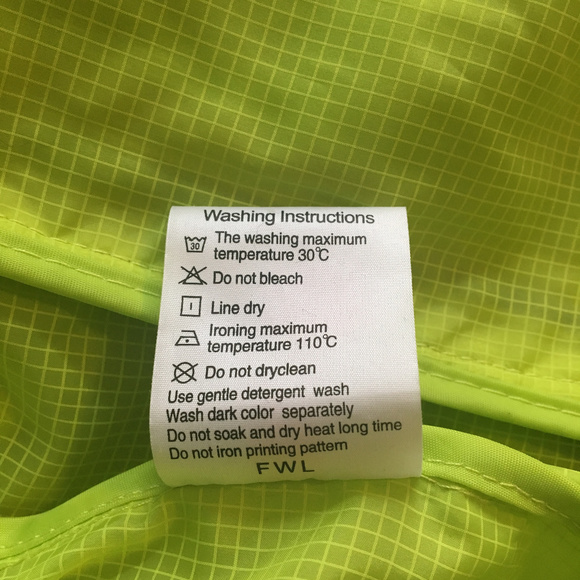 Washing Instructions
30
The washing maximum
temperature 30℃
Do not bleach
Line dry
Ironing maximum
temperature 110℃
Do not dryclean
Use gentle detergent wash
Wash dark color separately
Do not soak and dry heat long time
Do not iron printing pattern
FWL